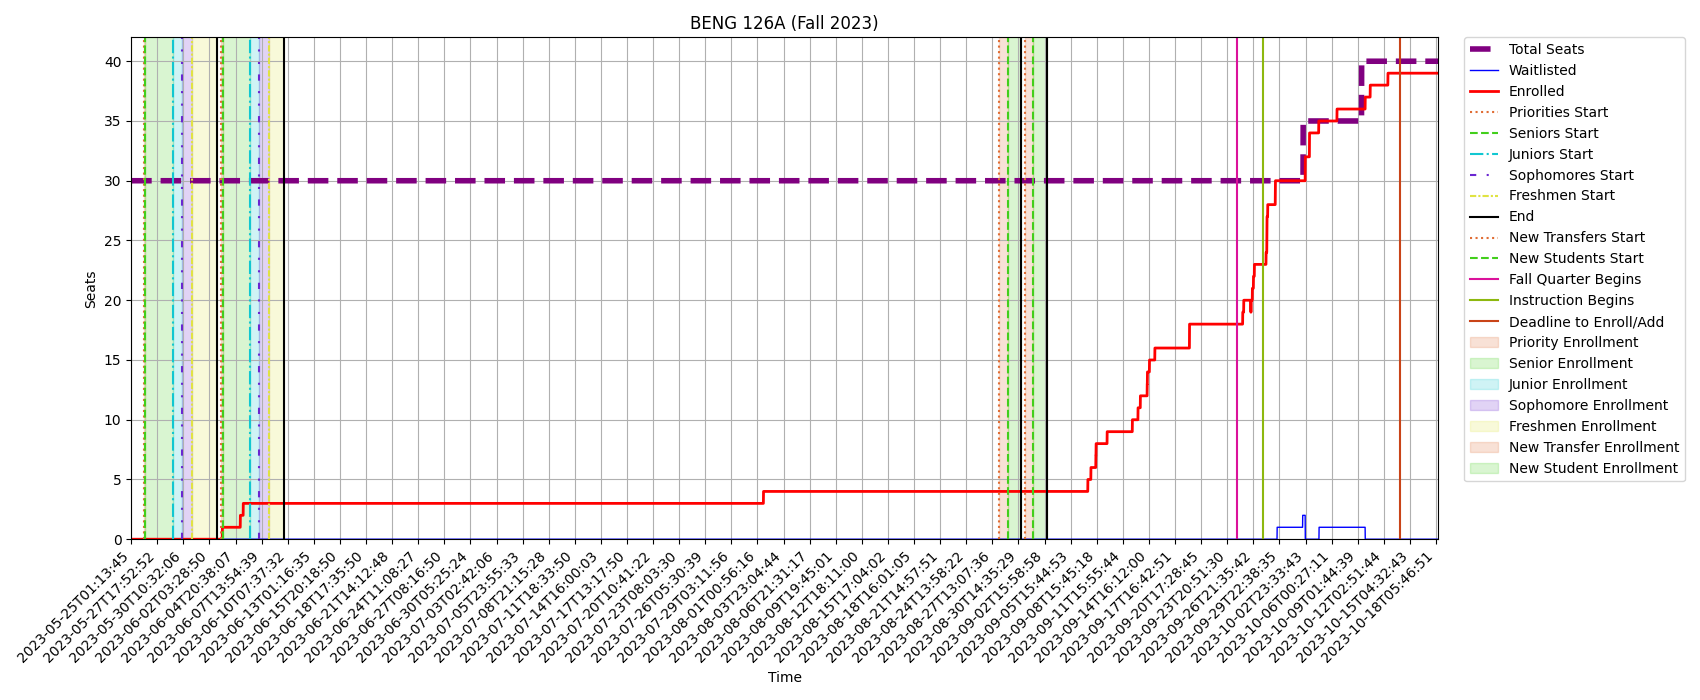 BENG 126A (Fall 2023)
Seats
40
35
30
25
20
15
10
5
0
2023-05-25T01:13:45
2023-05-27T17:52:52
2023-05-30T10:32:06
2023-06-02T03:28:50
2023-06-04T20:38:07
2023-06-07T13:54:39
2023-06-10T07:37:32
2023-06-13T01:16:35
2023-06-15T20:18:50
2023-06-18T17:35:50
2023-06-21T14:12:48
2023-06-24T11:08:27
2023-06-27T08:16:50
2023-06-30T05:25:24
2023-07-03T02:42:06
2023-07-05T23:55:33
2023-07-08T21:15:28
2023-07-11T18:33:50
2023-07-14T16:00:03
2023-07-17T13:17:50
2023-07-20T10:41:22
2023-07-23T08:03:30
2023-07-26T05:30:39
2023-07-29T03:11:56
2023-08-01T00:56:16
2023-08-03T23:04:44
2023-08-06T21:31:17
2023-08-09T19:45:01
2023-08-12T18:11:00
2023-08-15T17:04:02
2023-08-18T16:01:05
2023-08-21T14:57:51
2023-08-24T13:58:22
2023-08-27T13:07:36
2023-08-30T14:35:29
2023-09-02T15:58:58
2023-09-05T15:44:53
2023-09-08T15:45:18
2023-09-11T15:55:44
2023-09-14T16:12:00
2023-09-17T16:42:51
2023-09-20T17:28:45
2023-09-23T20:51:30
2023-09-26T21:35:42
2023-09-29T22:38:35
2023-10-02T23:33:43
2023-10-06T00:27:11
2023-10-09T01:44:39
2023-10-12T02:51:44
2023-10-15T04:32:43
2023-10-18T05:46:51
Time
Total Seats
Waitlisted
Enrolled
Priorities Start
Seniors Start
Juniors Start
Sophomores Start
Freshmen Start
End
New Transfers Start
New Students Start
Fall Quarter Begins
Instruction Begins
Deadline to Enroll/Add
Priority Enrollment
Senior Enrollment
Junior Enrollment
Sophomore Enrollment
Freshmen Enrollment
New Transfer Enrollment
New Student Enrollment